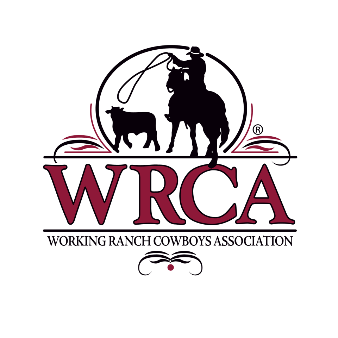 ®
WRCA
WORKING RANCH COWBOYS ASSOCIATION